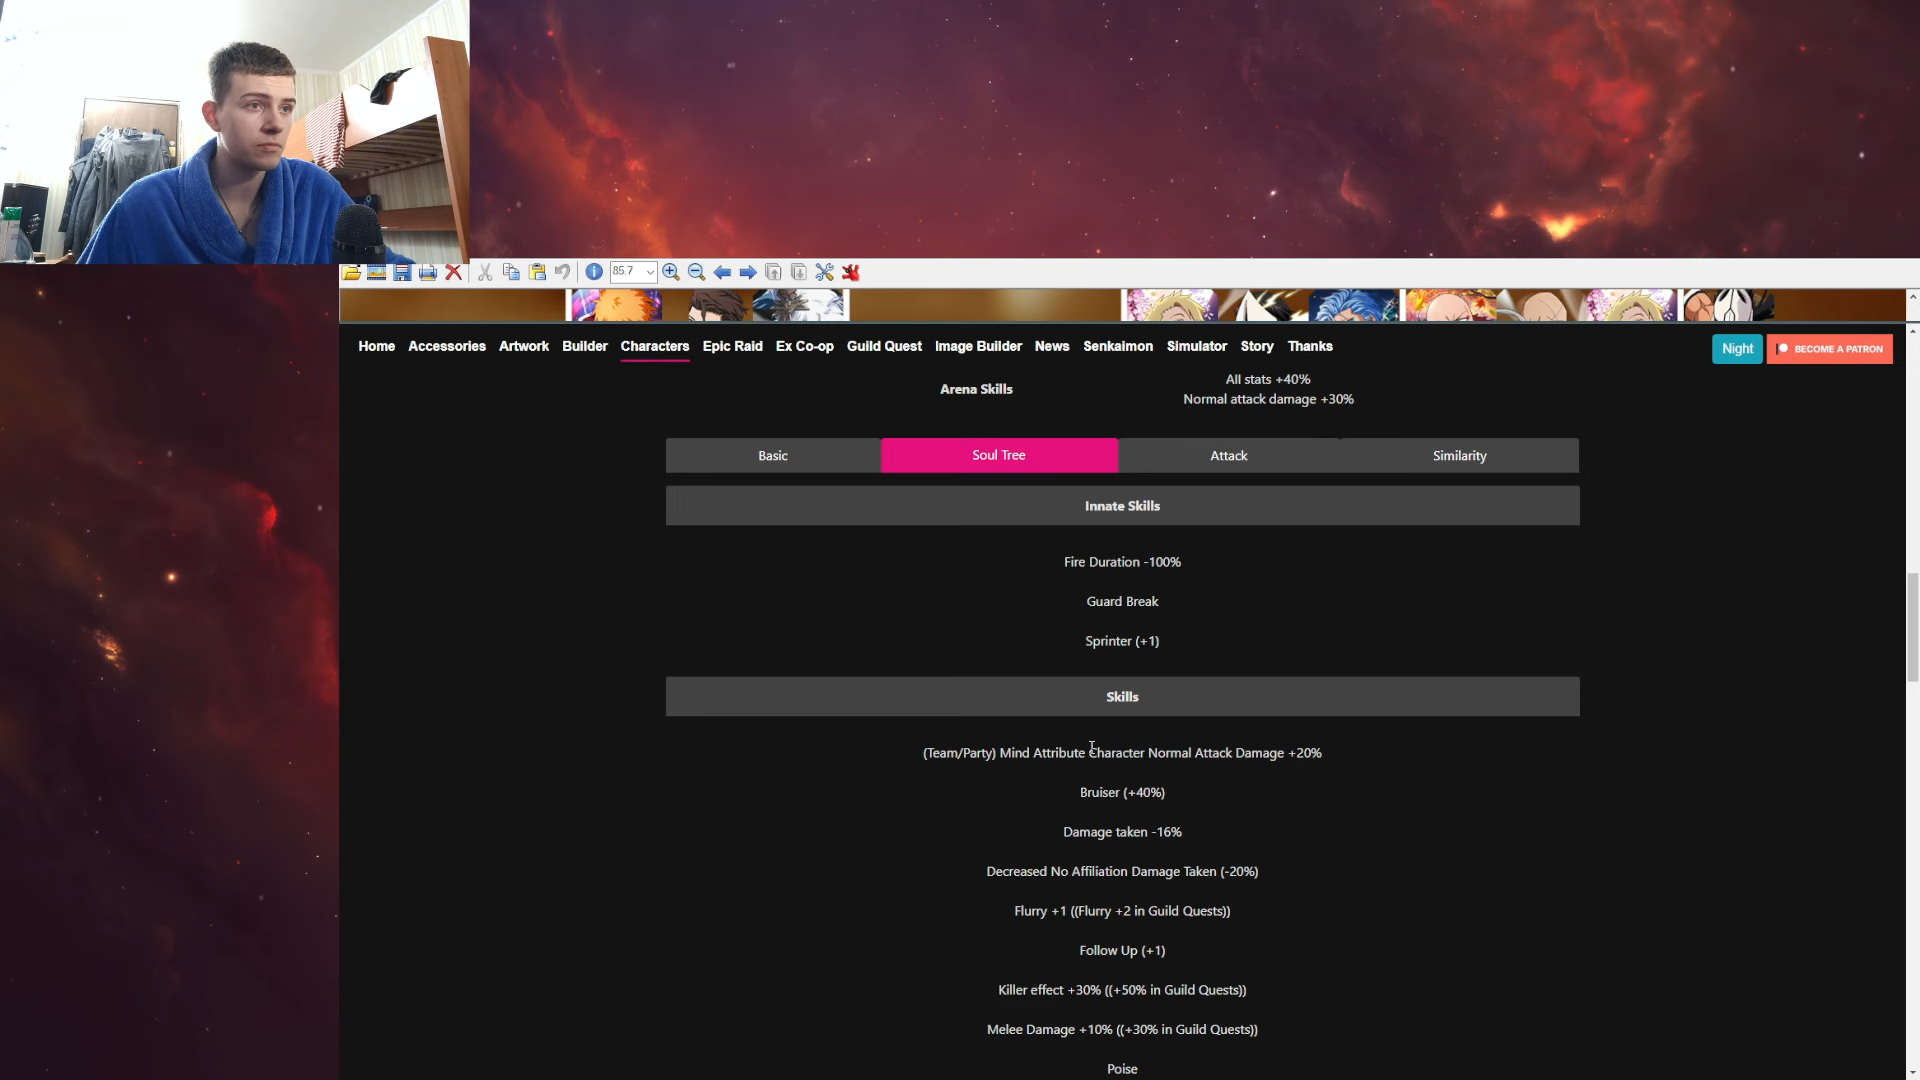 85.7
Home Accessories Artwork Builder Characters Epic Raid Ex Co-op Guild Quest Image Builder News Senkaimon Simulator Story Thanks
Night BECOME A PATRON
Arena Skills
All stats +40%
Normal attack damage +30%
Basic Soul Tree Attack Similarity
Innate Skills
Fire Duration -100%
Guard Break
Sprinter (+1)
Skills
(Team/Party) Mind Attribute Character Normal Attack Damage +20%
Bruiser (+40%)
Damage taken -16%
Decreased No Affiliation Damage Taken (-20%)
Flurry +1 ((Flurry +2 in Guild Quests))
Follow Up (+1)
Killer effect +30% ((+50% in Guild Quests))
Melee Damage +10% ((+30% in Guild Quests))
Poise